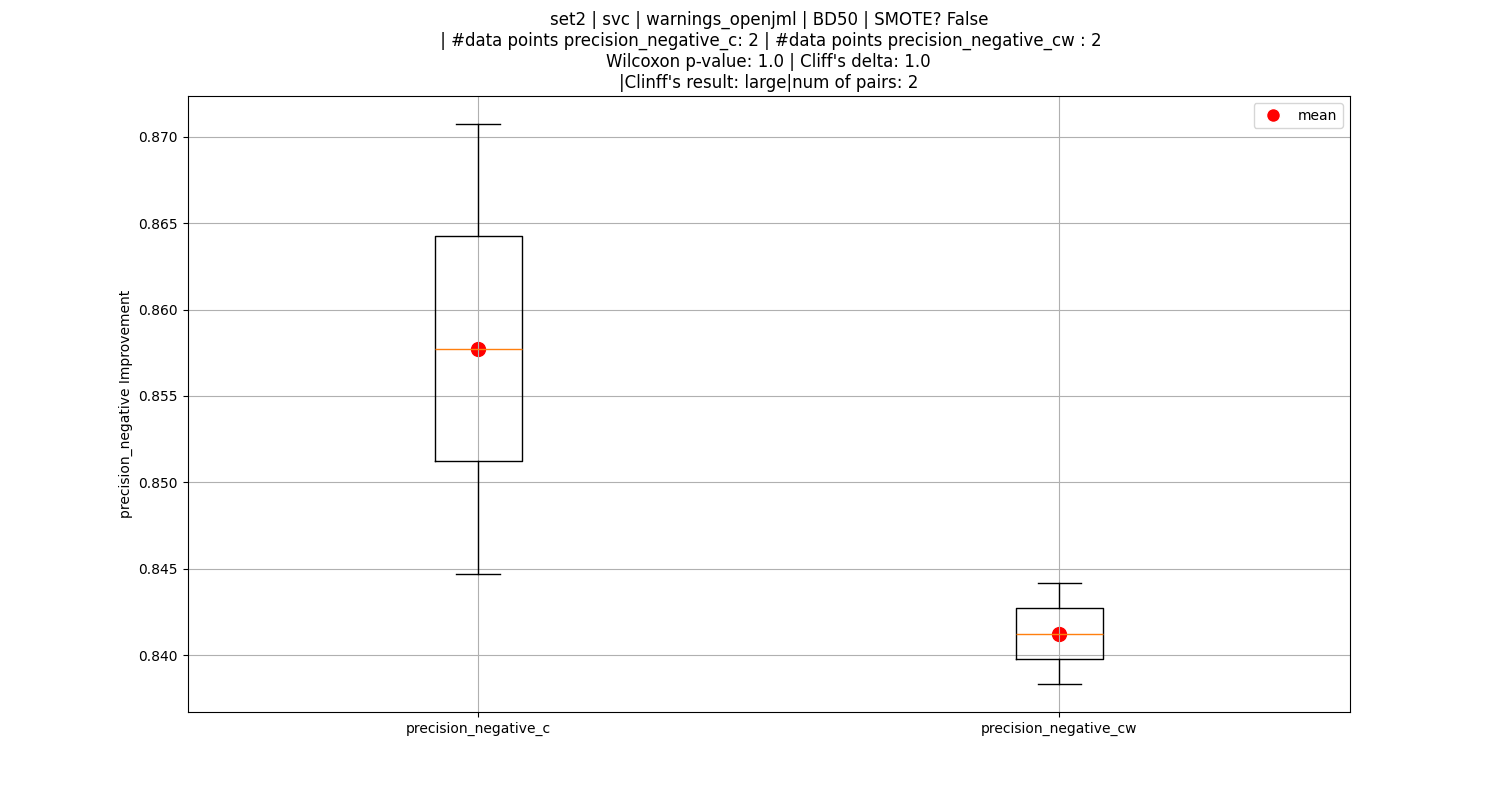 set2 | svc | warnings_openjml | BD50 | SMOTE? False
| #data points precision_negative_c: 2 | #data points precision_negative_cw : 2
Wilcoxon p-value: 1.0 | Cliff's delta: 1.0
|Clinff's result: large|num of pairs: 2
mean
0.870
0.865
0.860
0.855
0.850
0.845
0.840
precision_negative Improvement
precision_negative_c
precision_negative_cw